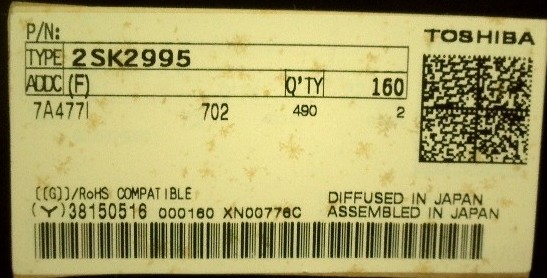 P/N:
TOSHIBA
TYPE 2SK2995
ADDC (F) Q'TY 160
7A477I 702 490 2
[[G]]/RoHS COMPATIBLE
DIFFUSED IN JAPAN
(Y)38150516 000160 XN00776C ASSEMBLED IN JAPAN